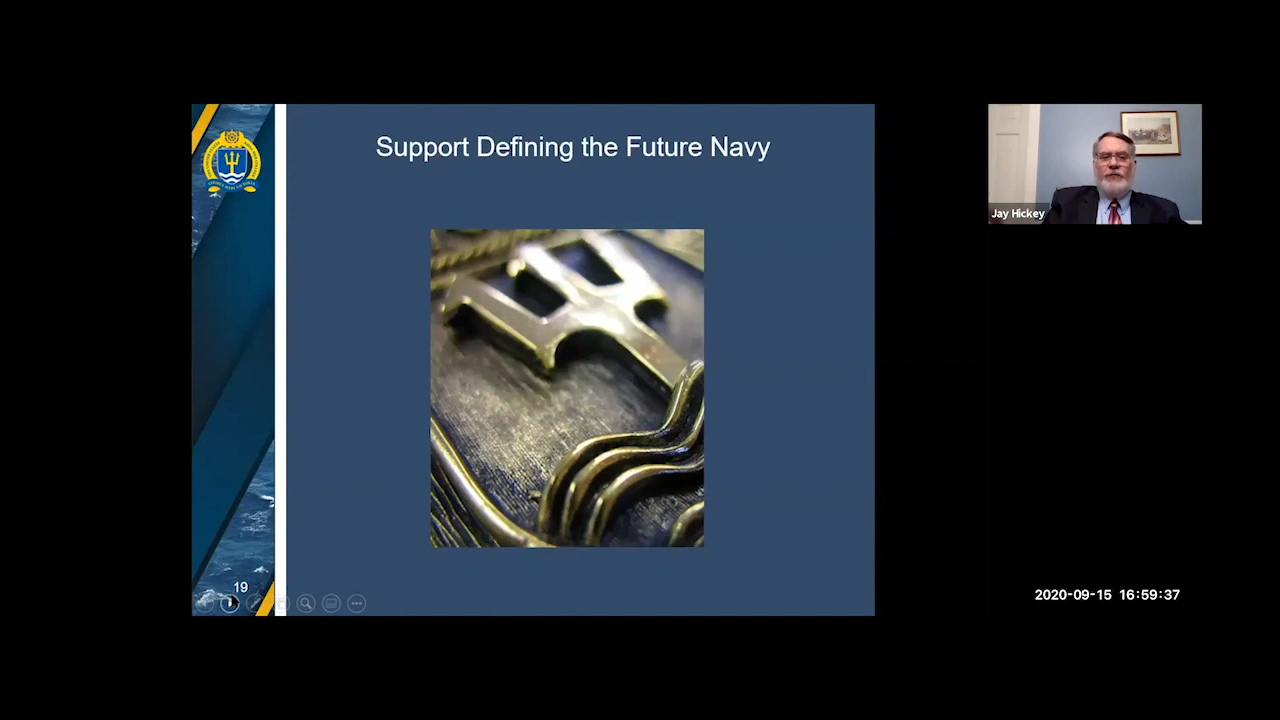 Support Defining the Future Navy
Jay Hickey
19
2020-09-15 16:59:37